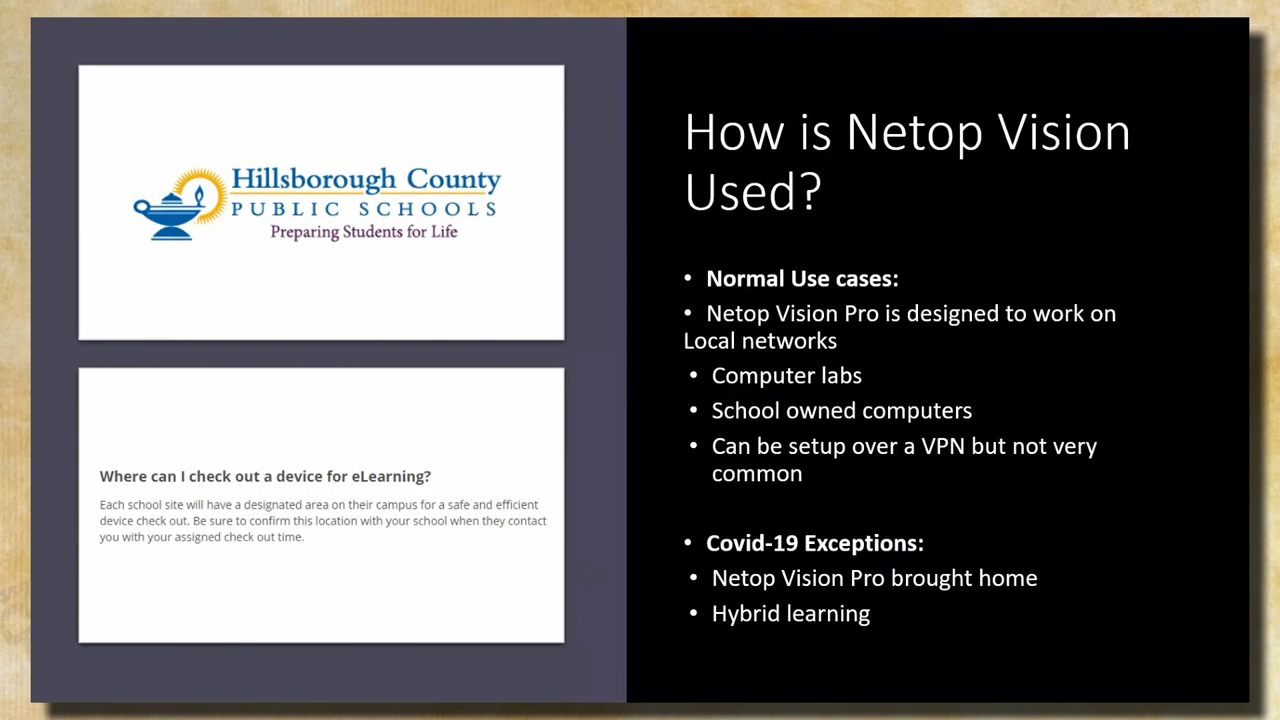 Hillsborough County
PUBLIC SCHOOLS
Preparing Students for Life
Where can I check out a device for eLearning?
Each school site will have a designated area on their campus for a safe and efficient
device check out. Be sure to confirm this location with your school when they contact
you with your assigned check out time.
How is Netop Vision
Used?
• Normal Use cases:
• Netop Vision Pro is designed to work on
Local networks
• Computer labs
• School owned computers
• Can be setup over a VPN but not very
common
• Covid-19 Exceptions:
• Netop Vision Pro brought home
• Hybrid learning